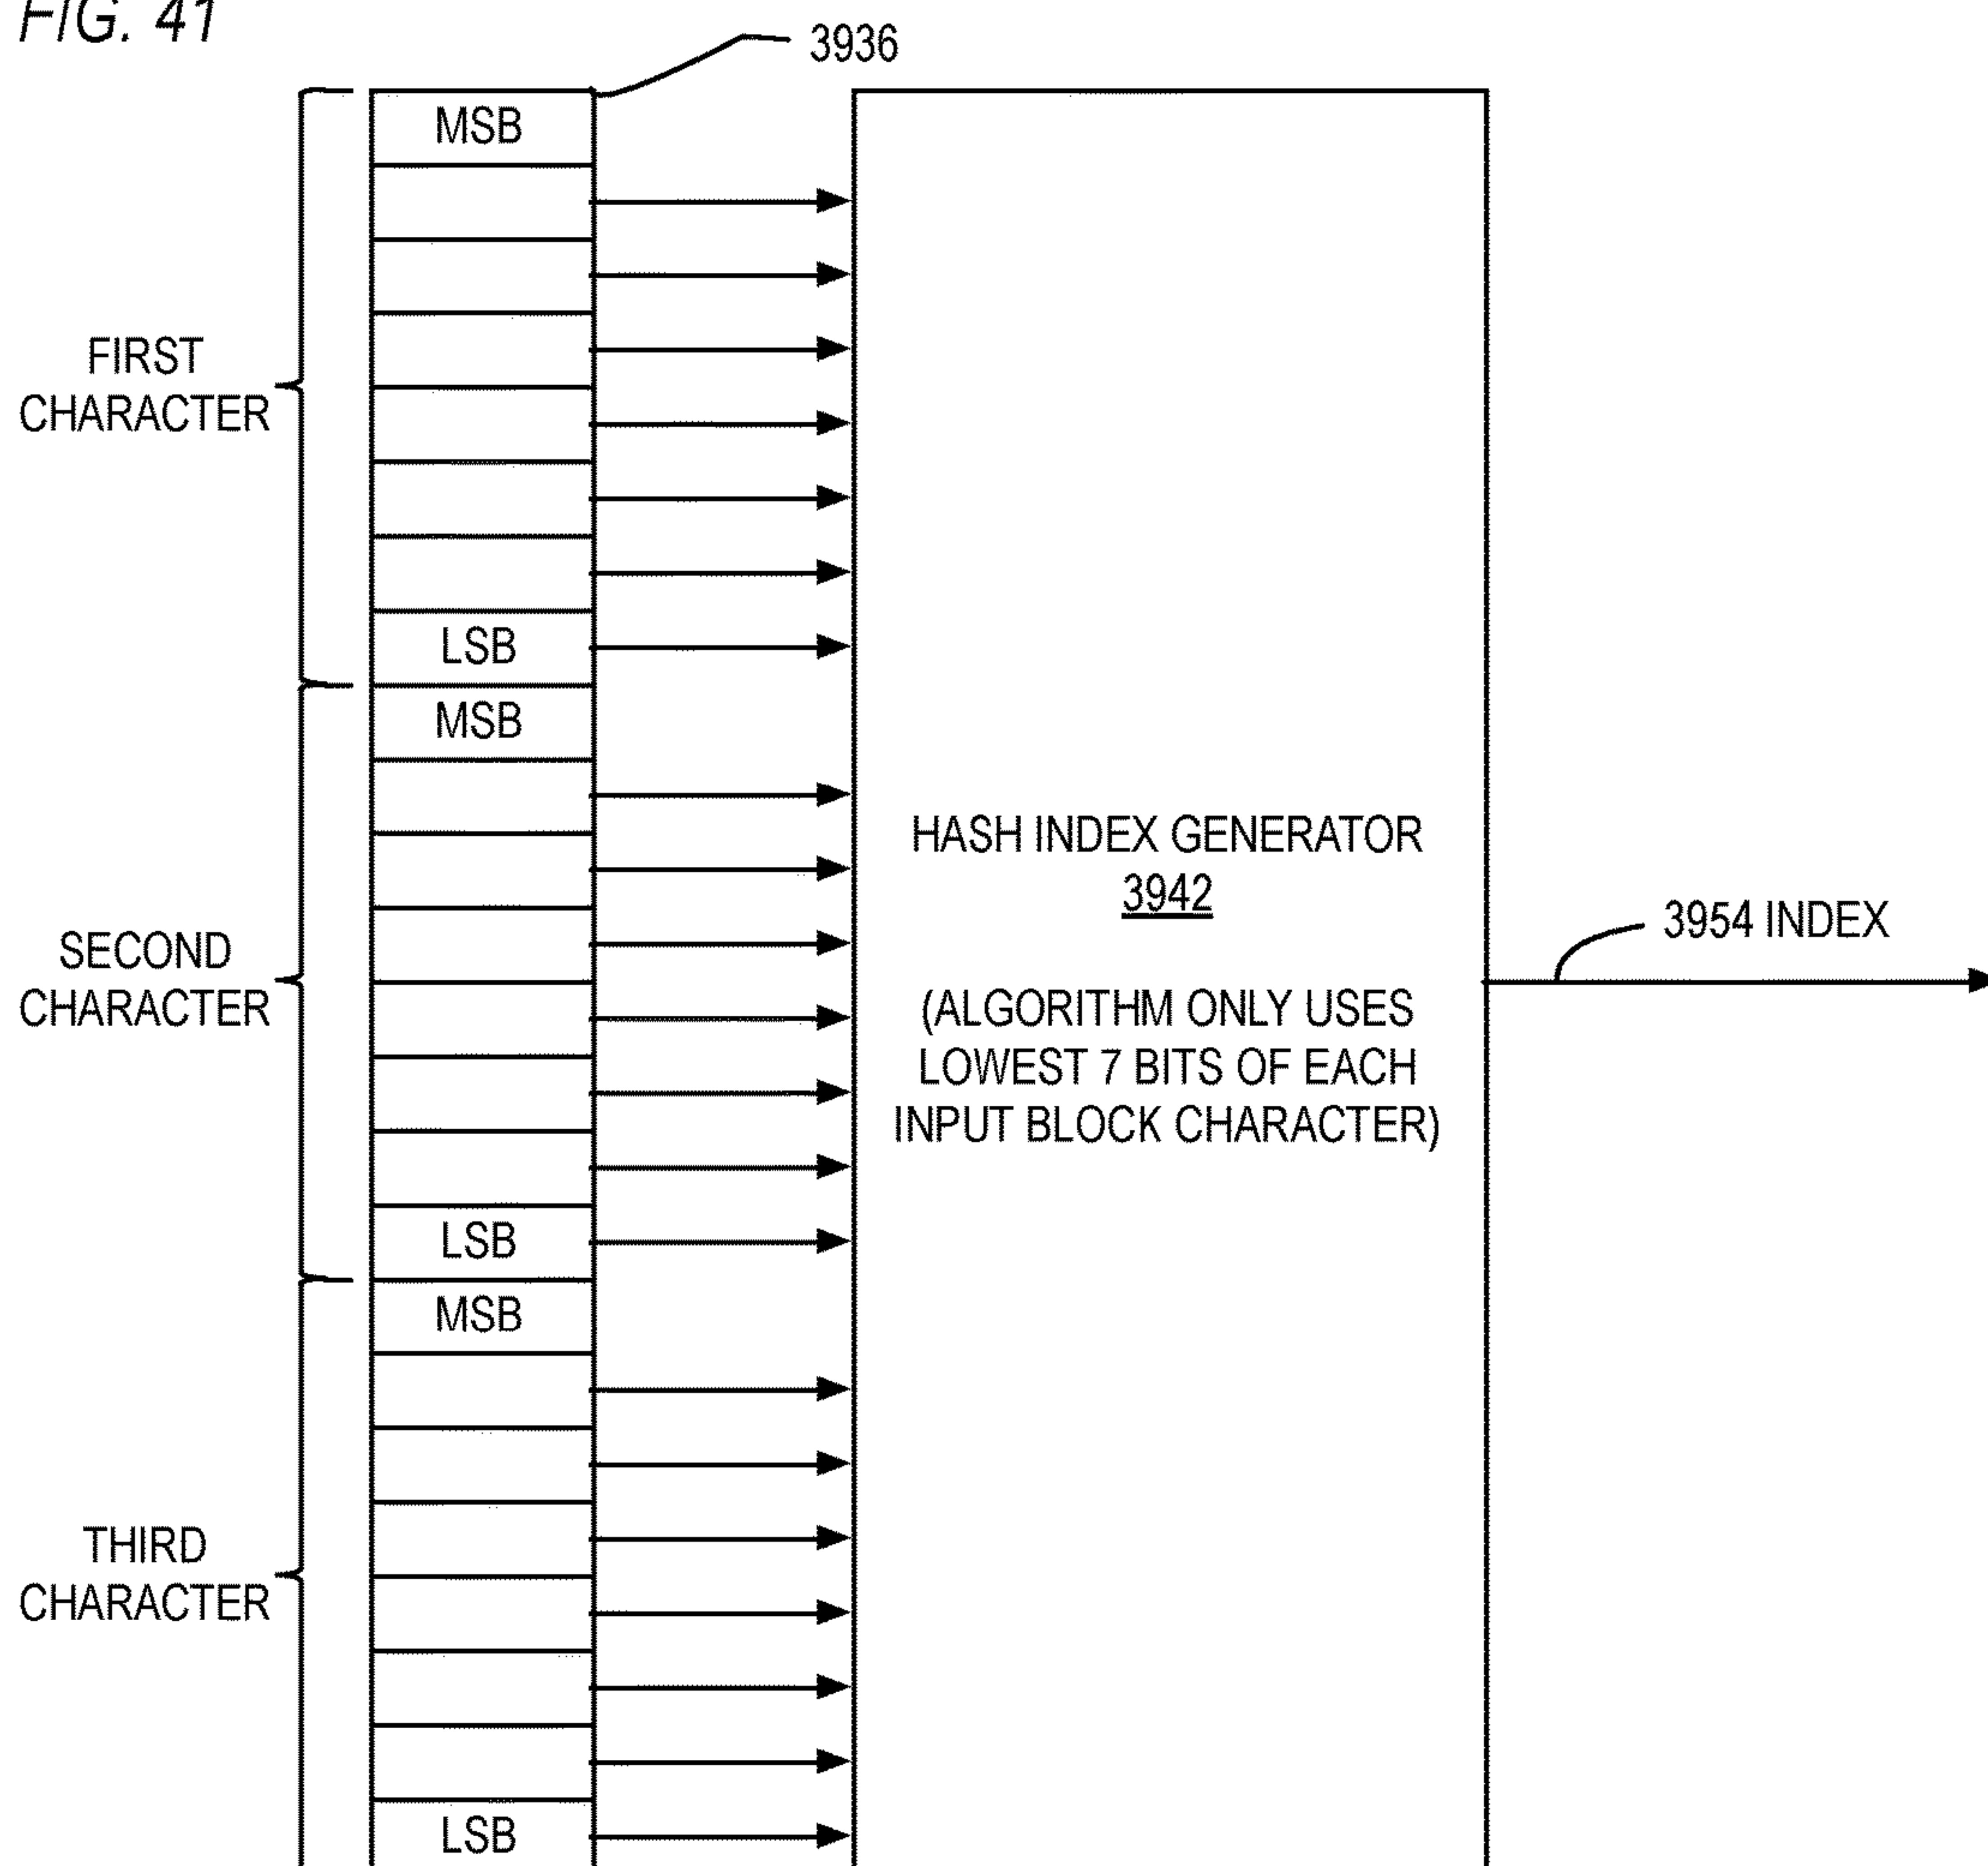 FIG. 41
3936
MSB
FIRST
CHARACTER
LSB
MSB
SECOND
CHARACTER
LSB
MSB
THIRD
CHARACTER
LSB
HASH INDEX GENERATOR
3942
(ALGORITHM ONLY USES
LOWEST 7 BITS OF EACH
INPUT BLOCK CHARACTER)
3954 INDEX